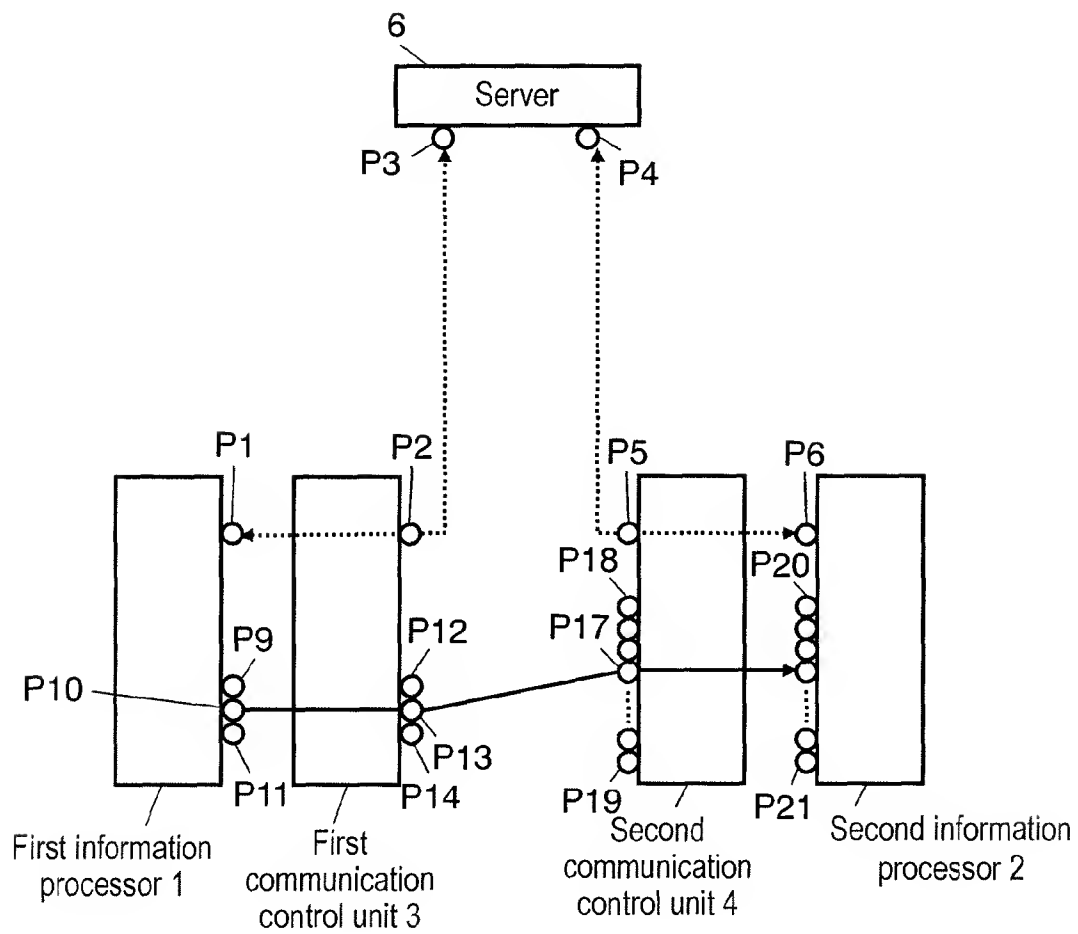 6
Server
P3
P4
P1
P2
P5
P6
P18
P20
P9
P12
P17
P10
P13
P11
P14
P19
P21
First information
processor 1
First
communication
control unit 3
Second
communication
control unit 4
Second information
processor 2